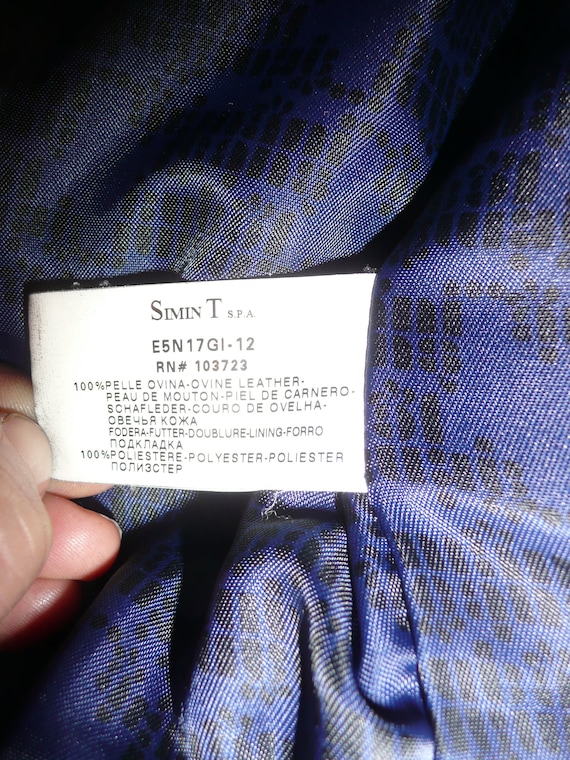 SIMIN T S.P.A.
E5N17GI-12
RN# 103723
100%PELLE OVINA-OVINE LEATHER-
PEAU DE MOUTON-PIEL DE CARNERO-
SCHAFLEDER-COURO DE OVELHA-
ОВЕЧЬЯ КОЖА
FODERA-FUTTER-DOUBLURE-LINING-FORRO
ПОДКЛАДКА
100%POLIESTERE-POLYESTER-POLIESTER
ПОЛИЭСТЕР